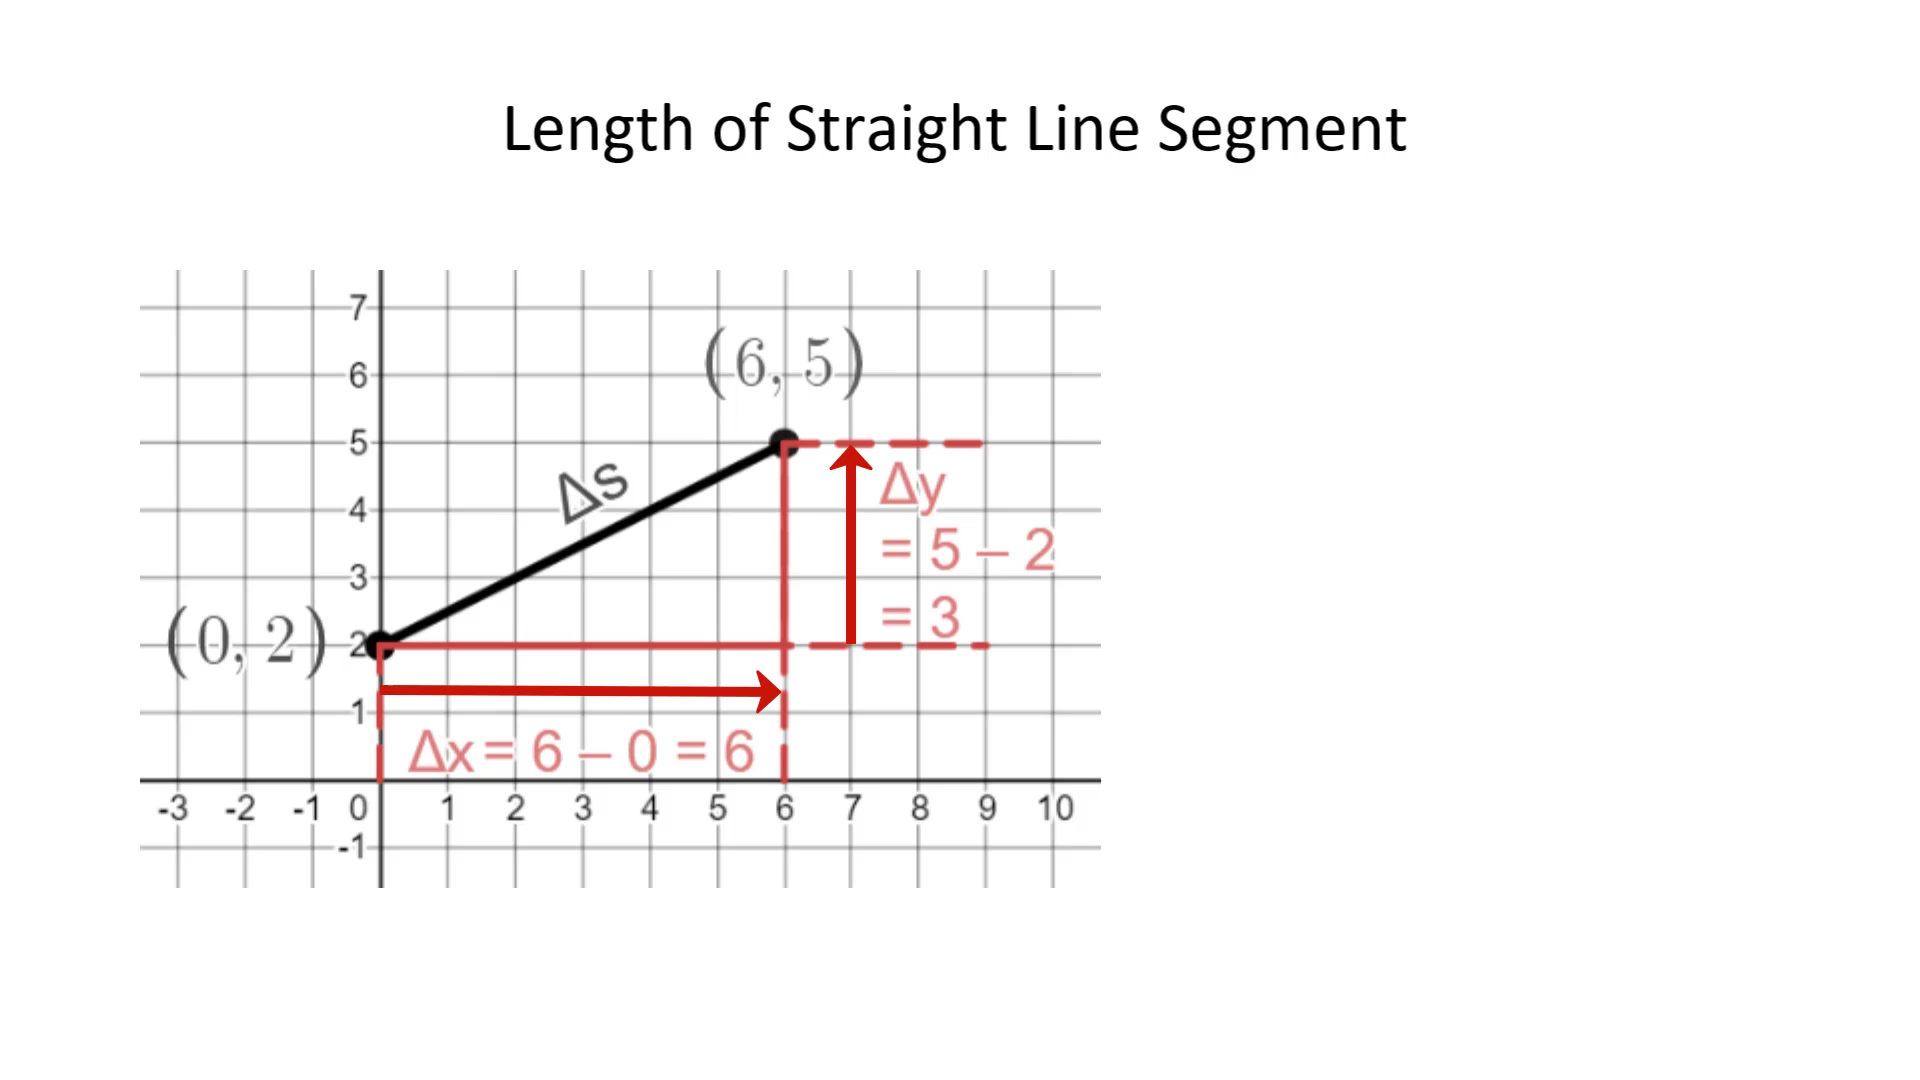 Length of Straight Line Segment
7
(6, 5)
6
5
Δs
Δy
4
= 5 – 2
3
= 3
(0, 2)
2
1
Δx = 6 – 0 = 6
-3 -2 -1 0 1 2 3 4 5 6 7 8 9 10
-1